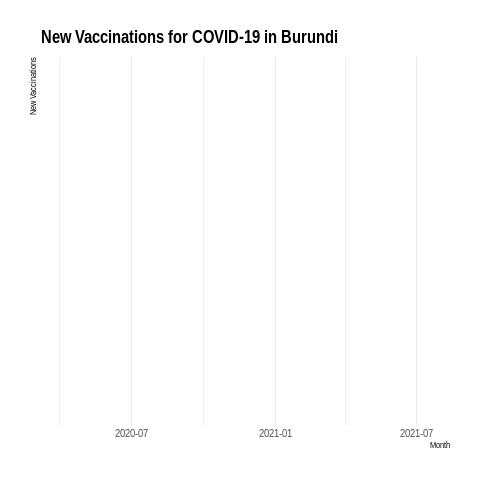 New Vaccinations for COVID-19 in Burundi
New Vaccinations
2020-07
2021-01
2021-07
Month